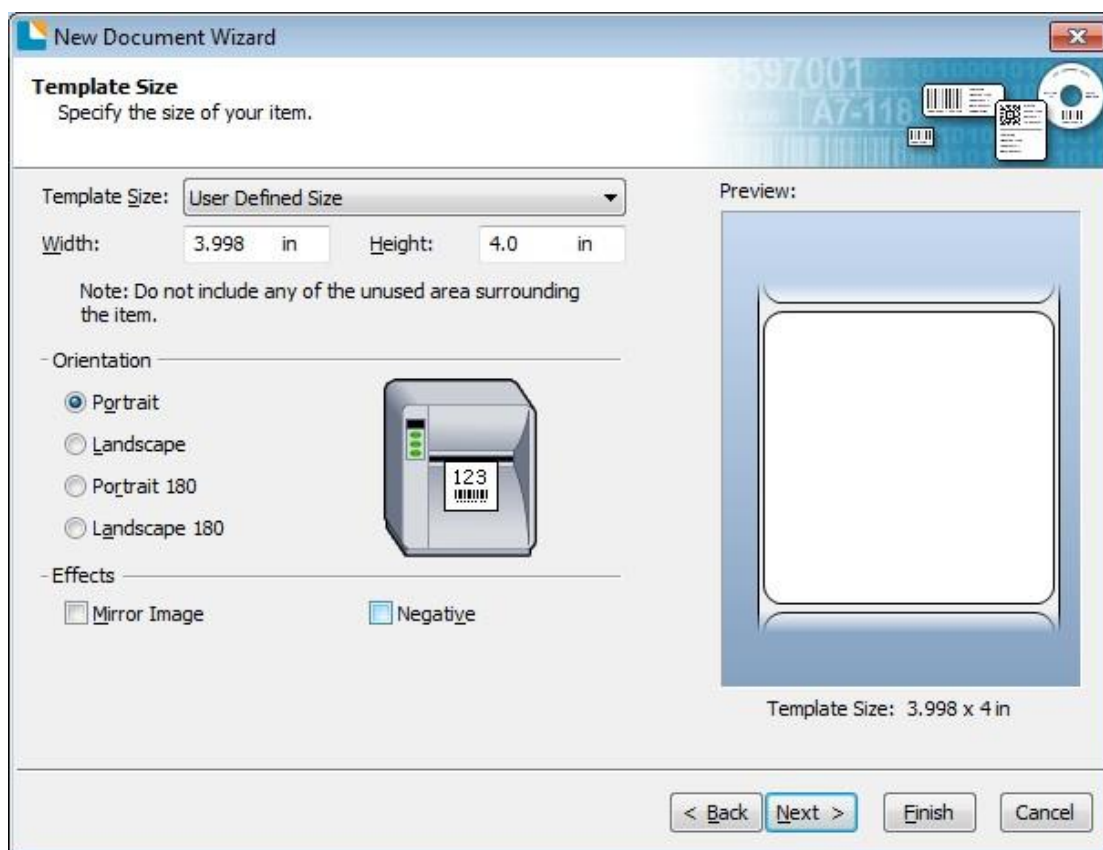 New Document Wizard
Template Size
Specify the size of your item.
3597001
A7-118
Template Size: User Defined Size
Width: 3.998 in Height: 4.0 in
Note: Do not include any of the unused area surrounding
the item.
Orientation
Portrait
Landscape
Portrait 180
Landscape 180
123
Effects
Mirror Image Negative
Preview:
Template Size: 3.998 x 4 in
< Back Next > Finish Cancel